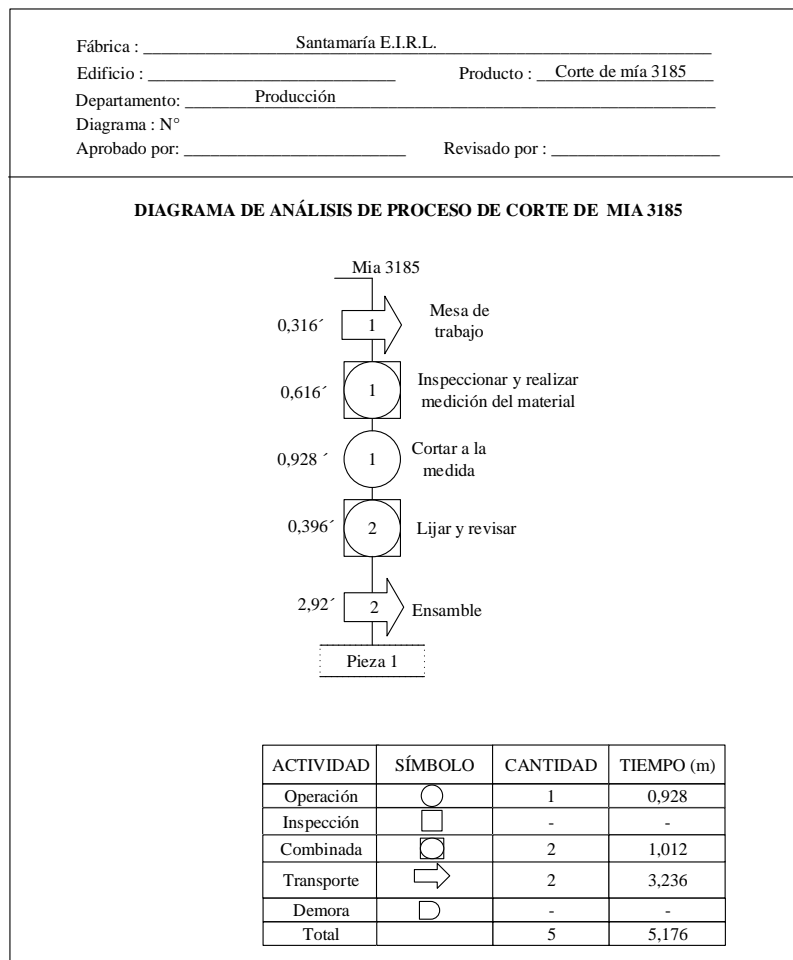 Fábrica : Santamaría E.I.R.L.
Edificio : Producto : Corte de mía 3185
Departamento: Producción
Diagrama : N°
Aprobado por: Revisado por :
DIAGRAMA DE ANÁLISIS DE PROCESO DE CORTE DE MIA 3185
Mia 3185
0,316´ 1 Mesa de
trabajo
0,616´ 1 Inspeccionar y realizar
medición del material
0,928 ´ 1 Cortar a la
medida
0,396´ 2 Lijar y revisar
2,92´ 2 Ensamble
Pieza 1
ACTIVIDAD SÍMBOLO CANTIDAD TIEMPO (m)
Operación 1 0,928
Inspección - -
Combinada 2 1,012
Transporte 2 3,236
Demora - -
Total 5 5,176